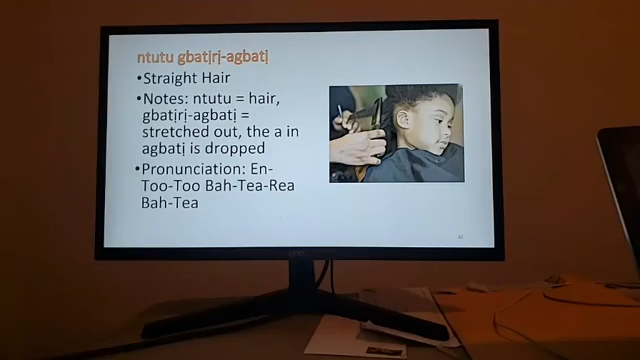 ntutu gbatịrị-agbatị
•Straight Hair
•Notes: ntutu = hair,
gbatịrị-agbatị =
stretched out, the a in
agbatị is dropped
•Pronunciation: En-
Too-Too Bah-Tea-Rea
Bah-Tea